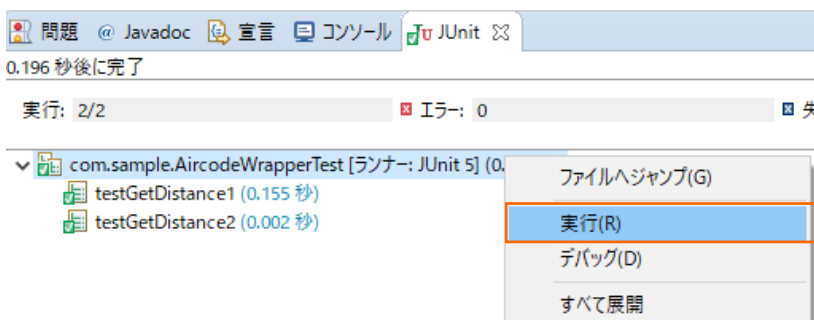 問題 @ Javadoc 宣言 コンソール JUnit
0.196 秒後に完了
実行: 2/2 エラー: 0 失
com.sample.AircodeWrapperTest [ランナー: JUnit 5] (0.
testGetDistance1 (0.155 秒)
testGetDistance2 (0.002 秒)
ファイルへジャンプ(G)
実行(R)
デバッグ(D)
すべて展開